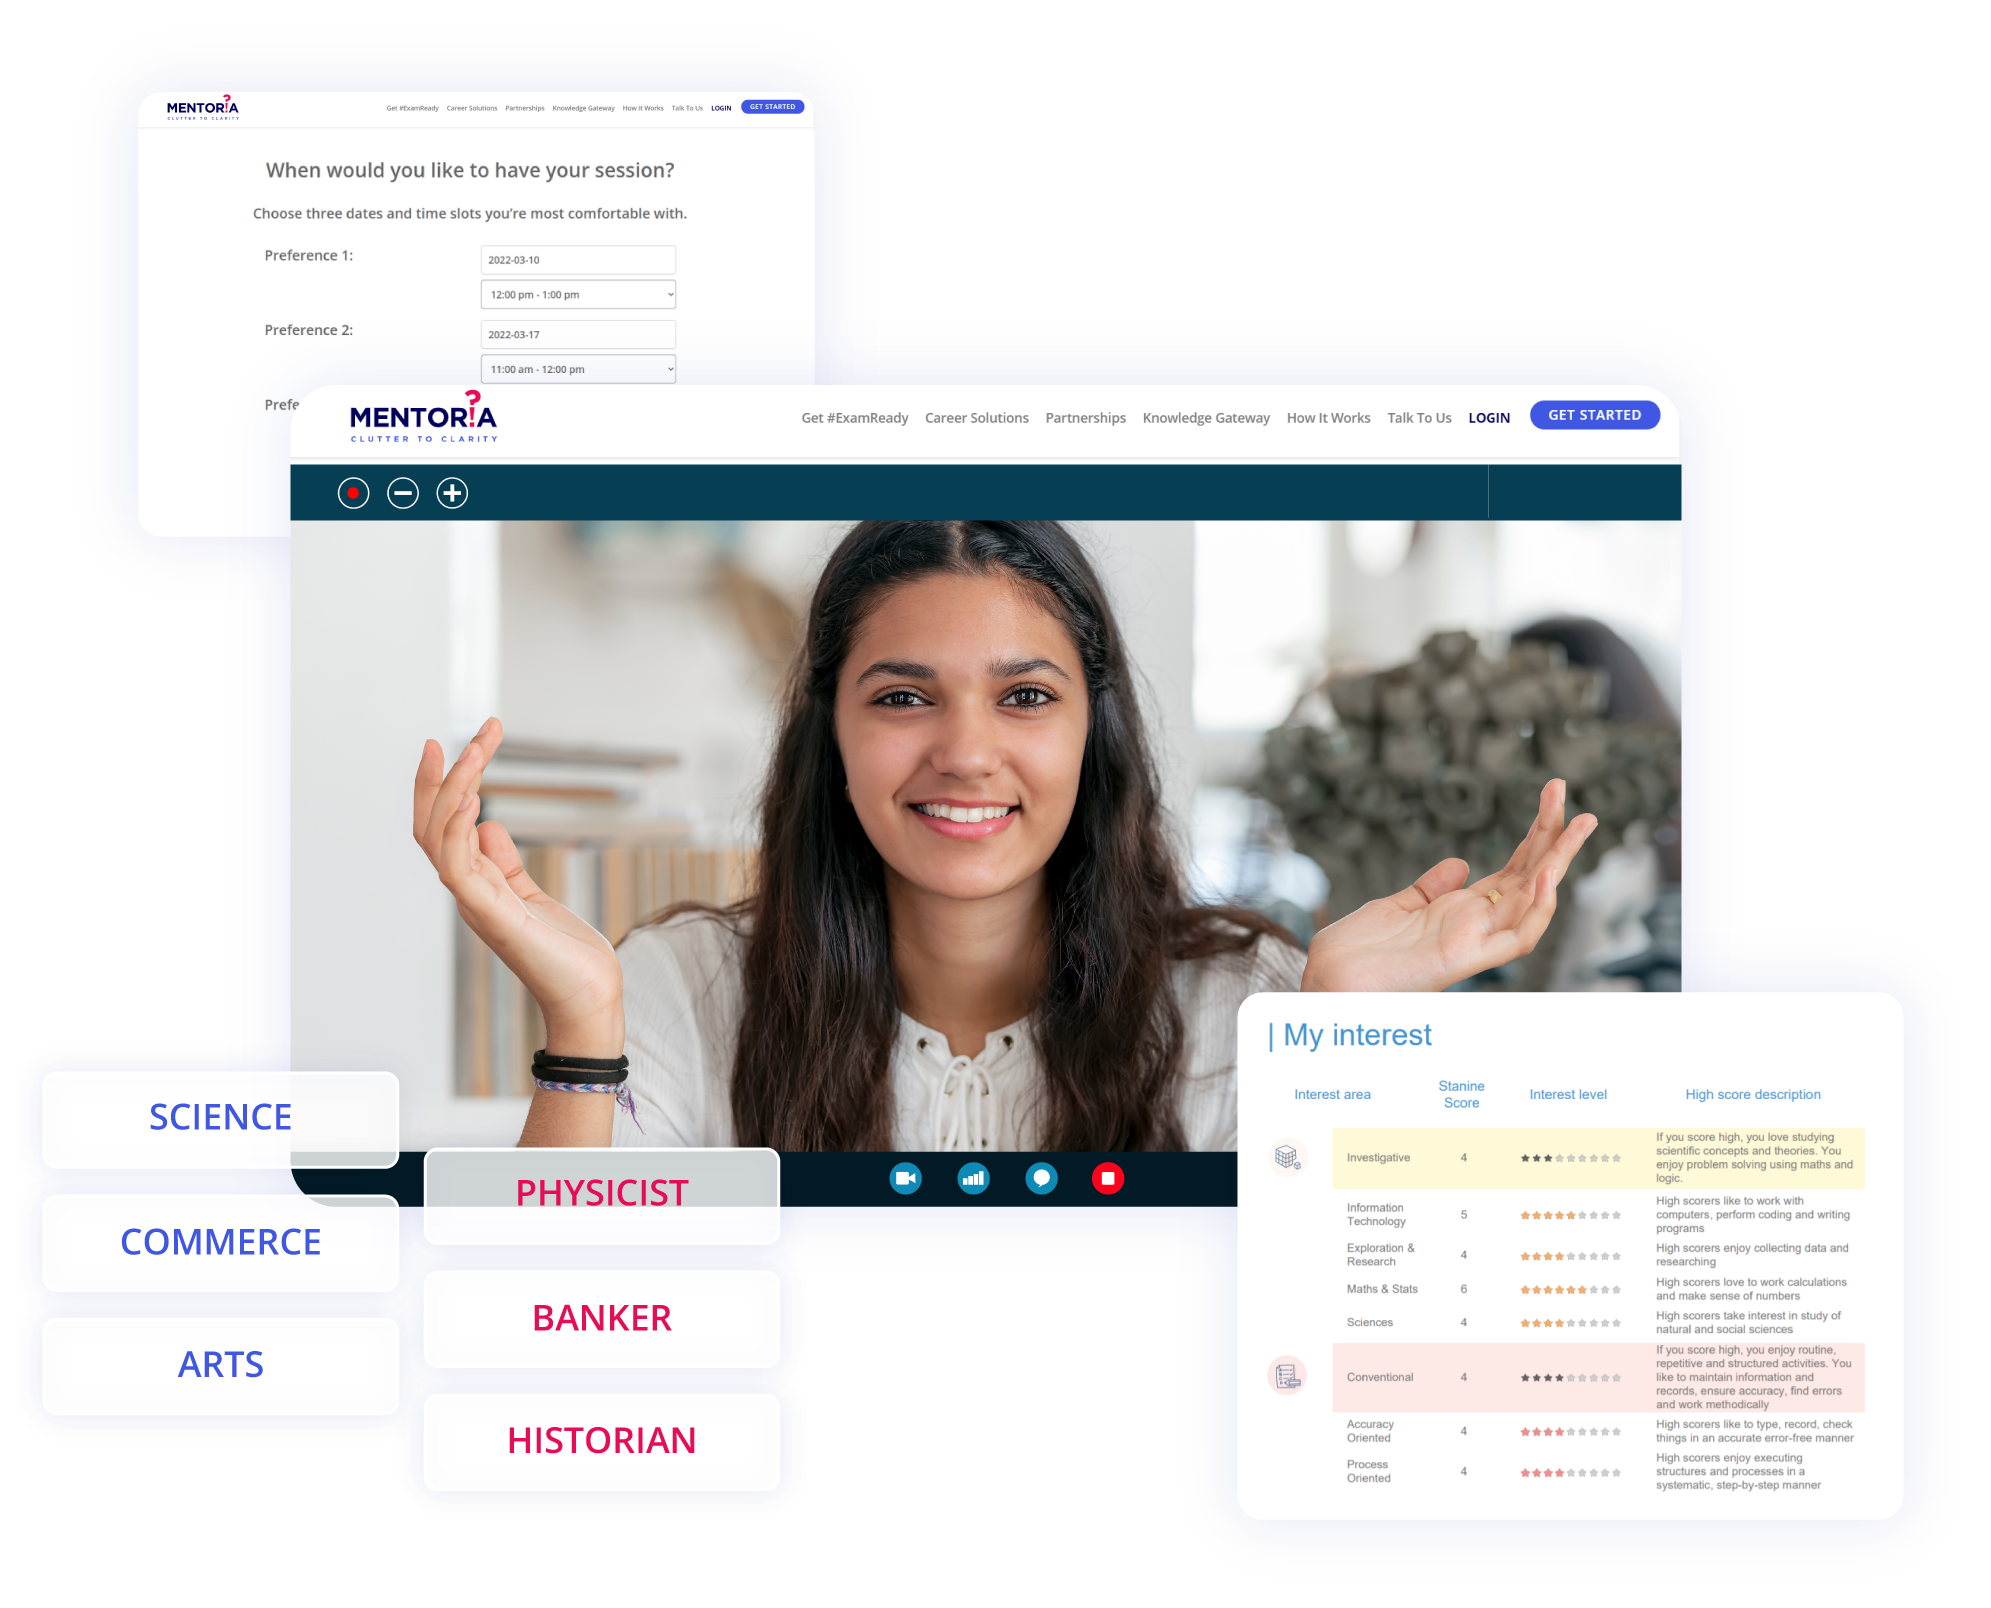 MENTOR!A
CLUTTER TO CLARITY
Get #ExamReady Career Solutions Partnerships Knowledge Gateway How It Works Talk To Us LOGIN GET STARTED
When would you like to have your session?
Choose three dates and time slots you're most comfortable with.
Preference 1:
2022-03-10
12:00 pm - 1:00 pm
Preference 2:
2022-03-17
11:00 am - 12:00 pm
Prefe
MENTOR!A
CLUTTER TO CLARITY
Get #ExamReady Career Solutions Partnerships Knowledge Gateway How It Works Talk To Us LOGIN GET STARTED
SCIENCE
COMMERCE
ARTS
PHYSICIST
BANKER
HISTORIAN
| My interest
Interest area
Stanine
Score
Interest level
High score description
Investigative
4
If you score high, you love studying
scientific concepts and theories. You
enjoy problem solving using maths and
logic.
Information
Technology
5
High scorers like to work with
computers, perform coding and writing
programs
Exploration &
Research
4
High scorers enjoy collecting data and
researching
Maths & Stats
6
High scorers love to work calculations
and make sense of numbers
Sciences
4
High scorers take interest in study of
natural and social sciences
Conventional
4
If you score high, you enjoy routine,
repetitive and structured activities. You
like to maintain information and
records, ensure accuracy, find errors
and work methodically
Accuracy
Oriented
4
High scorers like to type, record, check
things in an accurate error-free manner
Process
Oriented
4
High scorers enjoy executing
structures and processes in a
systematic, step-by-step manner